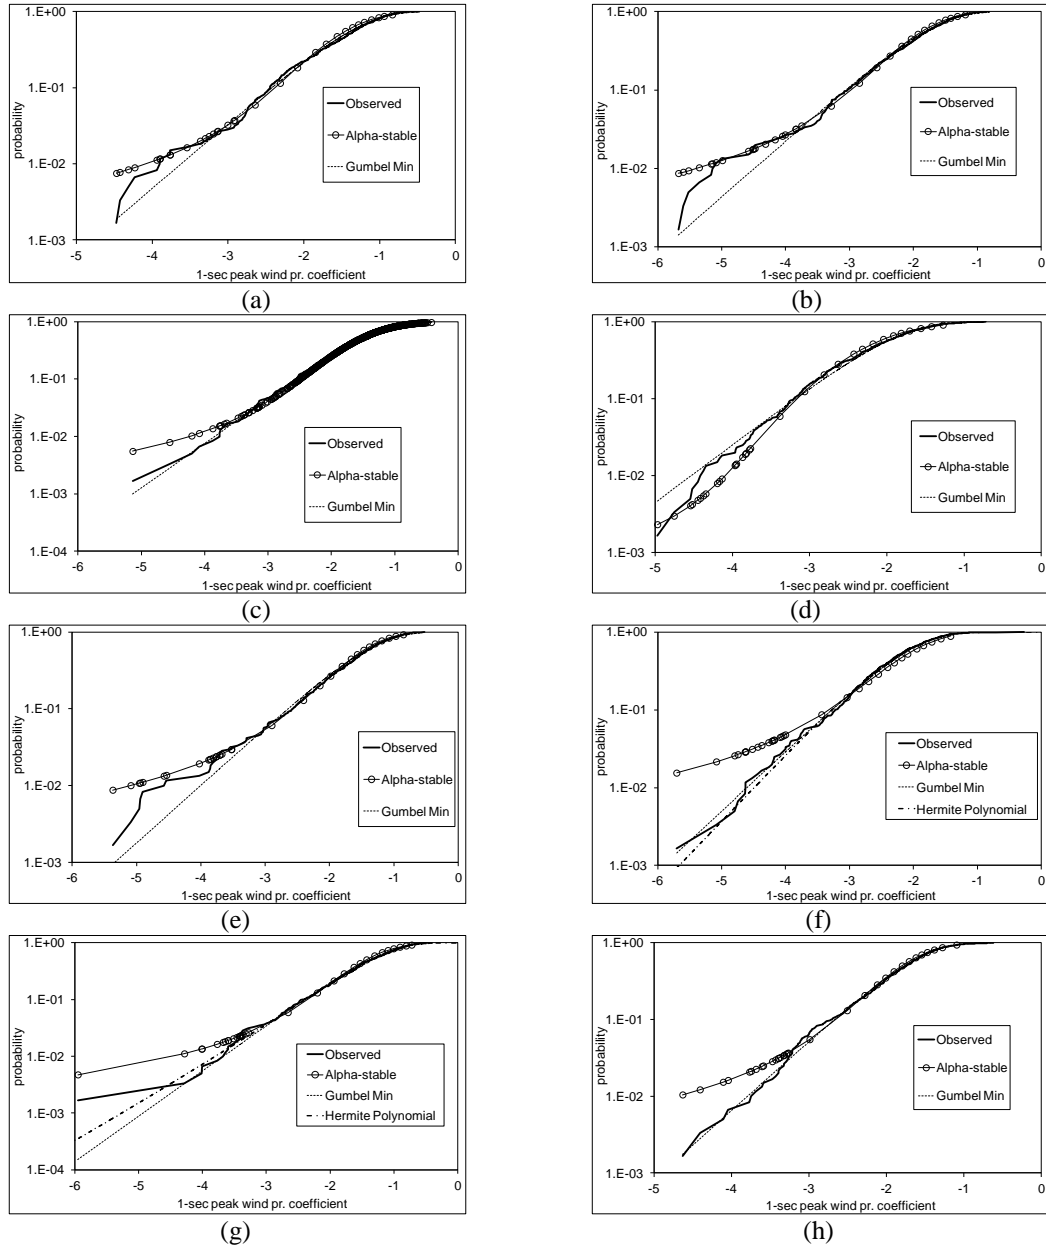 1.E+00
1.E-01
1.E-02
1.E-03
probability
-5 -4 -3 -2 -1 0
1-sec peak wind pr. coefficient
Observed
Alpha-stable
Gumbel Min
(a)
1.E+00
1.E-01
1.E-02
1.E-03
probability
-6 -5 -4 -3 -2 -1 0
1-sec peak wind pr. coefficient
Observed
Alpha-stable
Gumbel Min
(b)
1.E+00
1.E-01
1.E-02
1.E-03
1.E-04
probability
-6 -5 -4 -3 -2 -1 0
1-sec peak wind pr. coefficient
Observed
Alpha-stable
Gumbel Min
(c)
1.E+00
1.E-01
1.E-02
1.E-03
probability
-5 -4 -3 -2 -1 0
1-sec peak wind pr. coefficient
Observed
Alpha-stable
Gumbel Min
(d)
1.E+00
1.E-01
1.E-02
1.E-03
probability
-6 -5 -4 -3 -2 -1 0
1-sec peak wind pr. coefficient
Observed
Alpha-stable
Gumbel Min
(e)
1.E+00
1.E-01
1.E-02
1.E-03
probability
-6 -5 -4 -3 -2 -1 0
1-sec peak wind pr. coefficient
Observed
Alpha-stable
Gumbel Min
Hermite Polynomial
(f)
1.E+00
1.E-01
1.E-02
1.E-03
1.E-04
probability
-6 -5 -4 -3 -2 -1 0
1-sec peak wind pr. coefficient
Observed
Alpha-stable
Gumbel Min
Hermite Polynomial
(g)
1.E+00
1.E-01
1.E-02
1.E-03
probability
-5 -4 -3 -2 -1 0
1-sec peak wind pr. coefficient
Observed
Alpha-stable
Gumbel Min
(h)